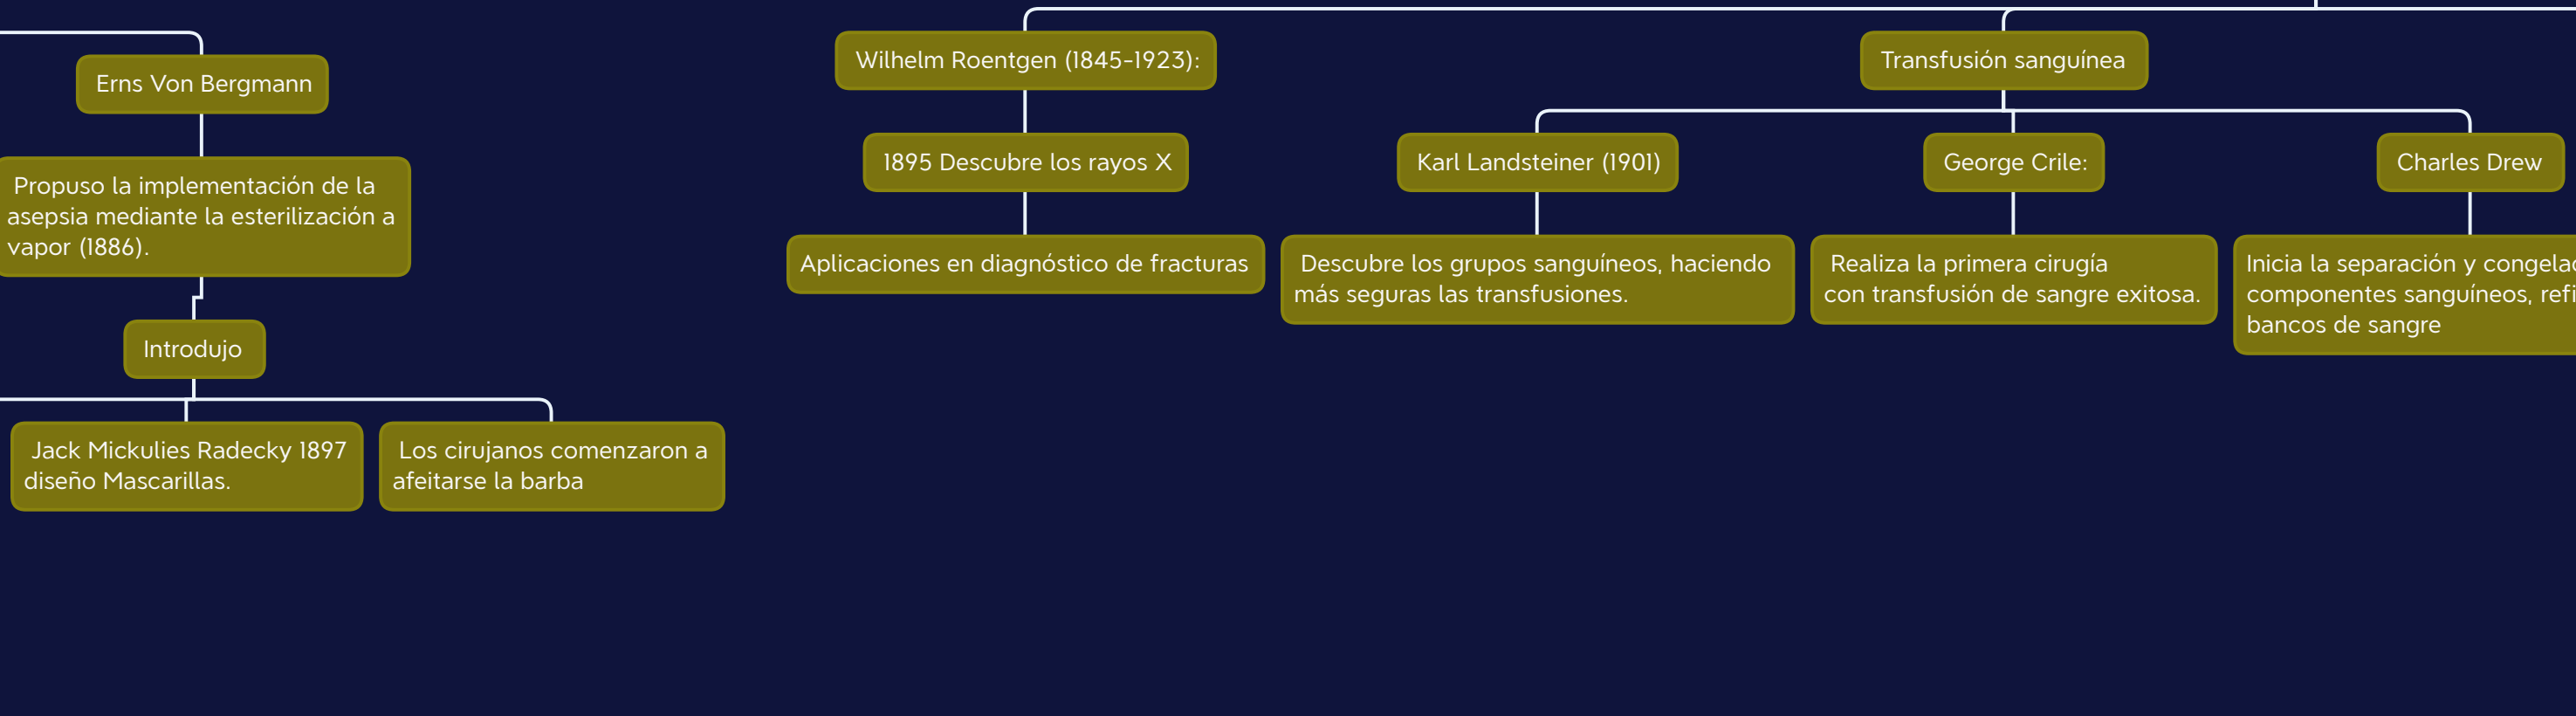 Erns Von Bergmann
Propuso la implementación de la
asepsia mediante la esterilización a
vapor (1886).
Introdujo
Jack Mickulies Radecky 1897
diseño Mascarillas.
Los cirujanos comenzaron a
afeitarse la barba
Wilhelm Roentgen (1845-1923):
1895 Descubre los rayos X
Aplicaciones en diagnóstico de fracturas
Transfusión sanguínea
Karl Landsteiner (1901)
Descubre los grupos sanguíneos, haciendo
más seguras las transfusiones.
George Crile:
Realiza la primera cirugía
con transfusión de sangre exitosa.
Charles Drew
Inicia la separación y
componentes sanguíneos,
bancos de sangre